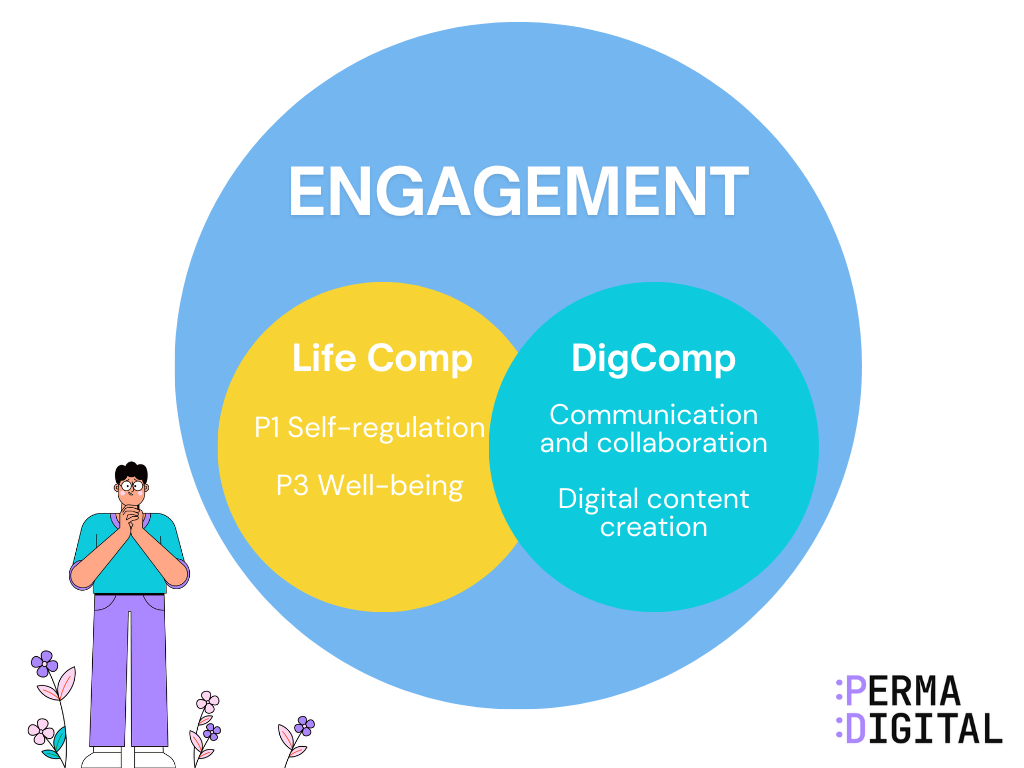 ENGAGEMENT
Life Comp
P1 Self-regulation
P3 Well-being
DigComp
Communication
and collaboration
Digital content
creation
:PERMA
:DIGITAL